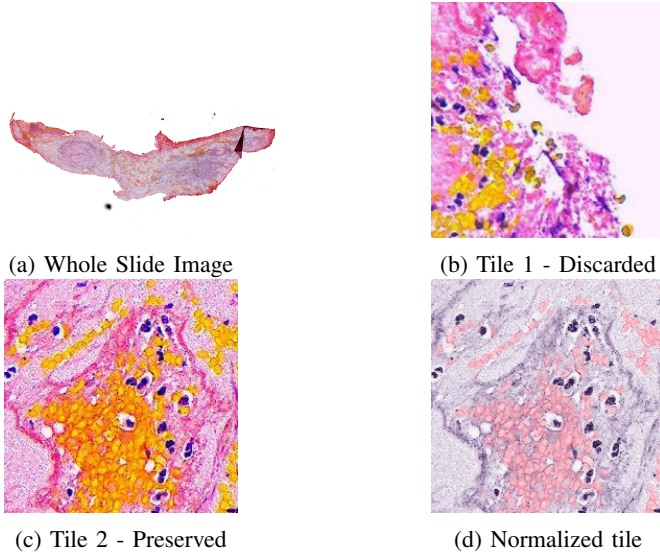 (a) Whole Slide Image
(b) Tile 1 - Discarded
(c) Tile 2 - Preserved
(d) Normalized tile